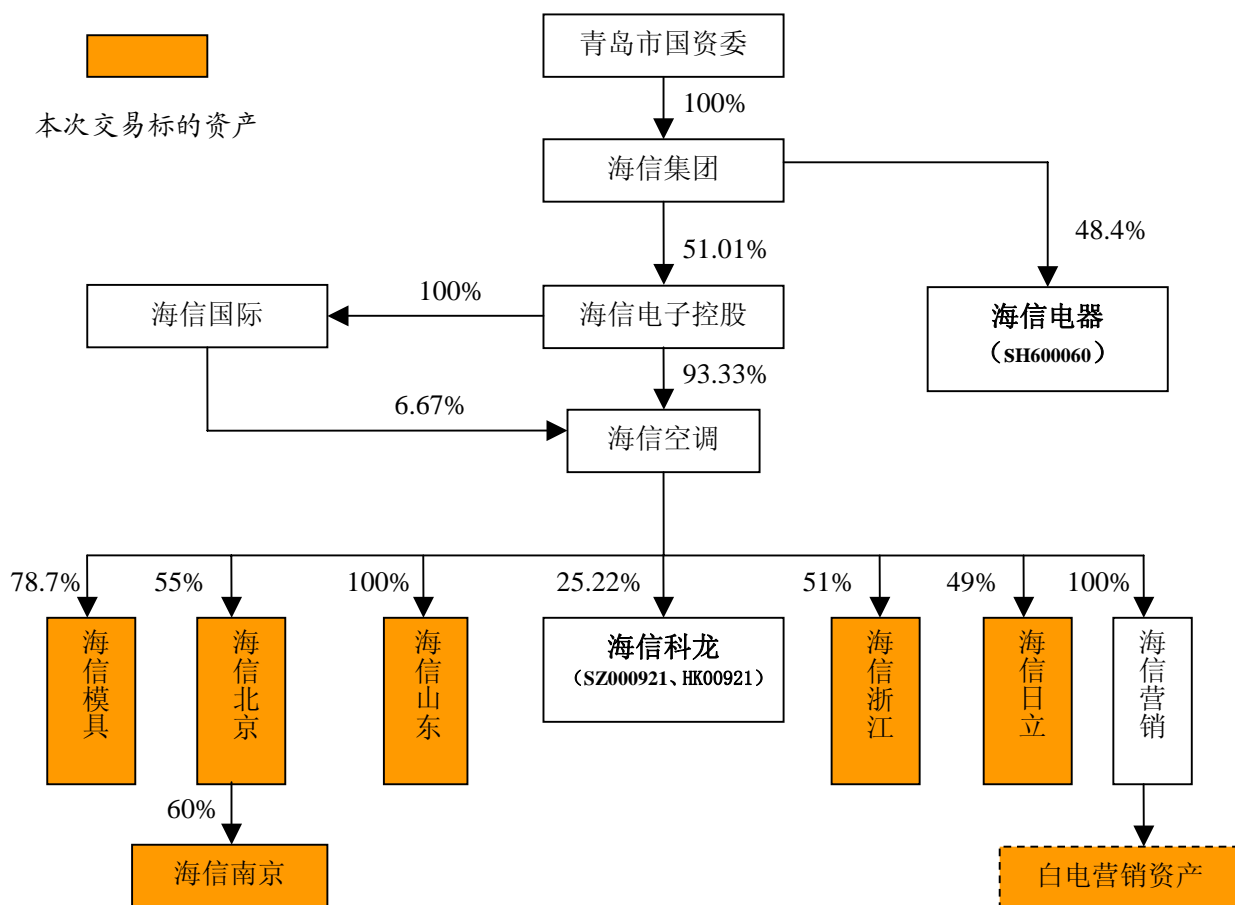 青岛市国资委
本次交易标的资产
100%
海信集团
51.01%
48.4%
海信国际
100%
海信电子控股
海信电器
（SH600060）
93.33%
6.67%
海信空调
78.7%
55%
100%
25.22%
51%
49%
100%
海信模具
海信北京
海信山东
海信科龙
（SZ000921、HK00921）
海信浙江
海信日立
海信营销
60%
海信南京
白电营销资产